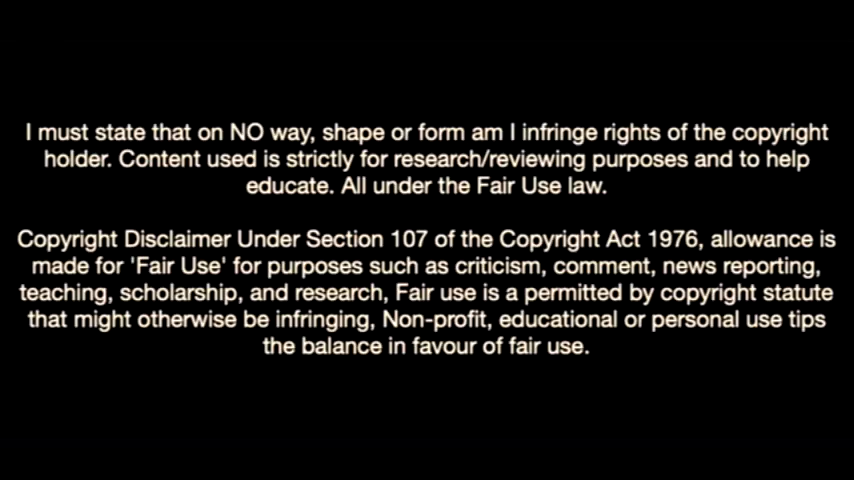 I must state that on NO way, shape or form am I infringe rights of the copyright
holder. Content used is strictly for research/reviewing purposes and to help
educate. All under the Fair Use law.
Copyright Disclaimer Under Section 107 of the Copyright Act 1976, allowance is
made for 'Fair Use' for purposes such as criticism, comment, news reporting,
teaching, scholarship, and research, Fair use is a permitted by copyright statute
that might otherwise be infringing, Non-profit, educational or personal use tips
the balance in favour of fair use.